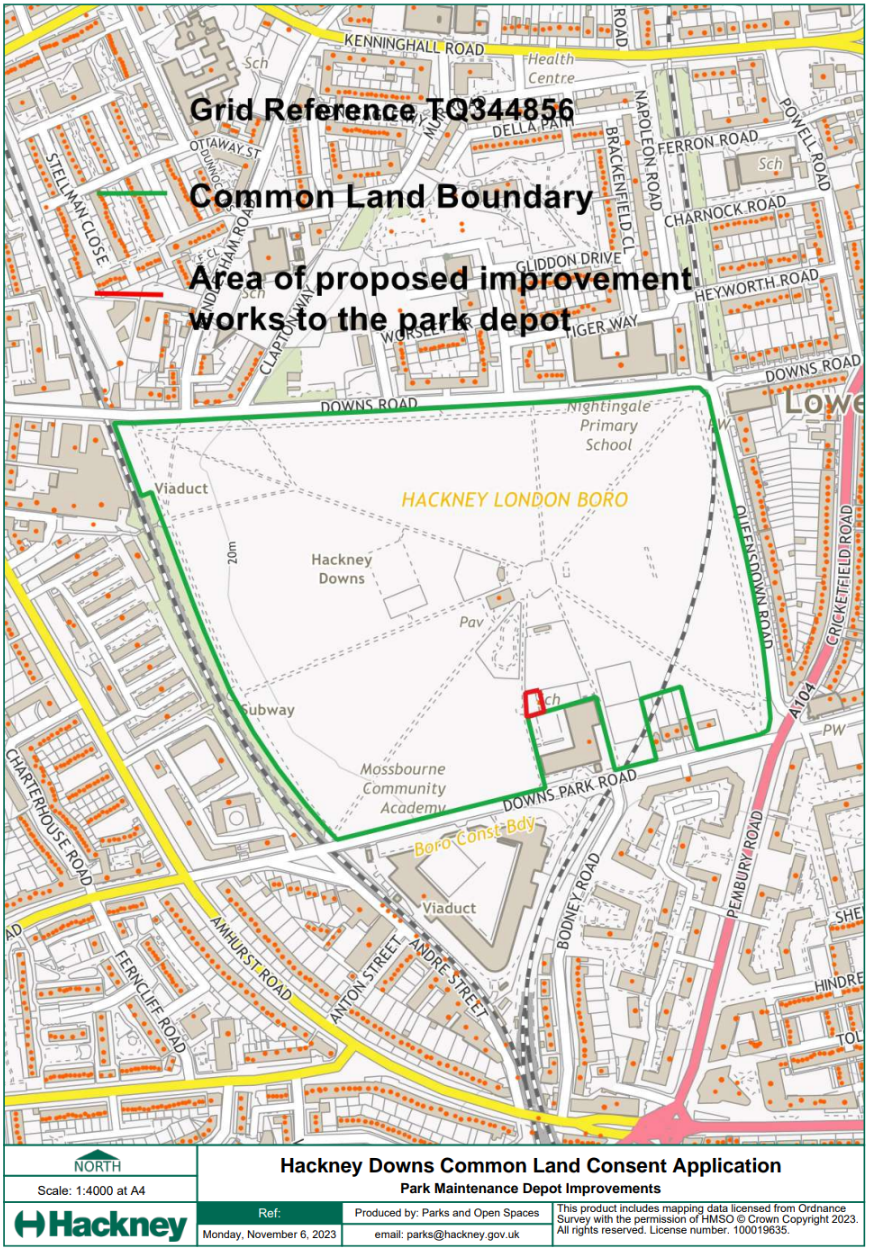 KENNINGHALL ROAD
ROAD
Sch
Health
Centre
Grid Reference TQ344856
DELLA PATH
NAPOLEON ROAD
POWELL ROAD
OTTAWAY ST
BRACKENFIELD CL
FERRON ROAD
Sch
STELLMAN CLOSE
Common Land Boundary
CHARNOCK ROAD
GLIDDON DRIVE
Sch
Area of proposed improvement
works to the park depot
HEYWORTH ROAD
TIGER WAY
DOWNS ROAD
DOWNS ROAD
Lowe
Nightingale
Primary
School
PW
Viaduct
HACKNEY LONDON BORO
20m
Hackney
Downs
QUEENSDOWN ROAD
CRICKETFIELD ROAD
Pav
Subway
A104
PW
Mossbourne
Community
Academy
DOWNS PARK ROAD
Boro Const Bdy
CHARTERHOUSE ROAD
PEMBURY ROAD
Viaduct
BODNEY ROAD
AD
AMHURST ROAD
ANDRE STREET
ANTON STREET
FERNCLIFF ROAD
SHE
HINDRE
TOL
NORTH
Scale: 1:4000 at A4
Hackney Downs Common Land Consent Application
Park Maintenance Depot Improvements
Hackney
Ref:
Monday, November 6, 2023
Produced by: Parks and Open Spaces
email: parks@hackney.gov.uk
This product includes mapping data licensed from Ordnance
Survey with the permission of HMSO © Crown Copyright 2023.
All rights reserved. License number. 100019635.